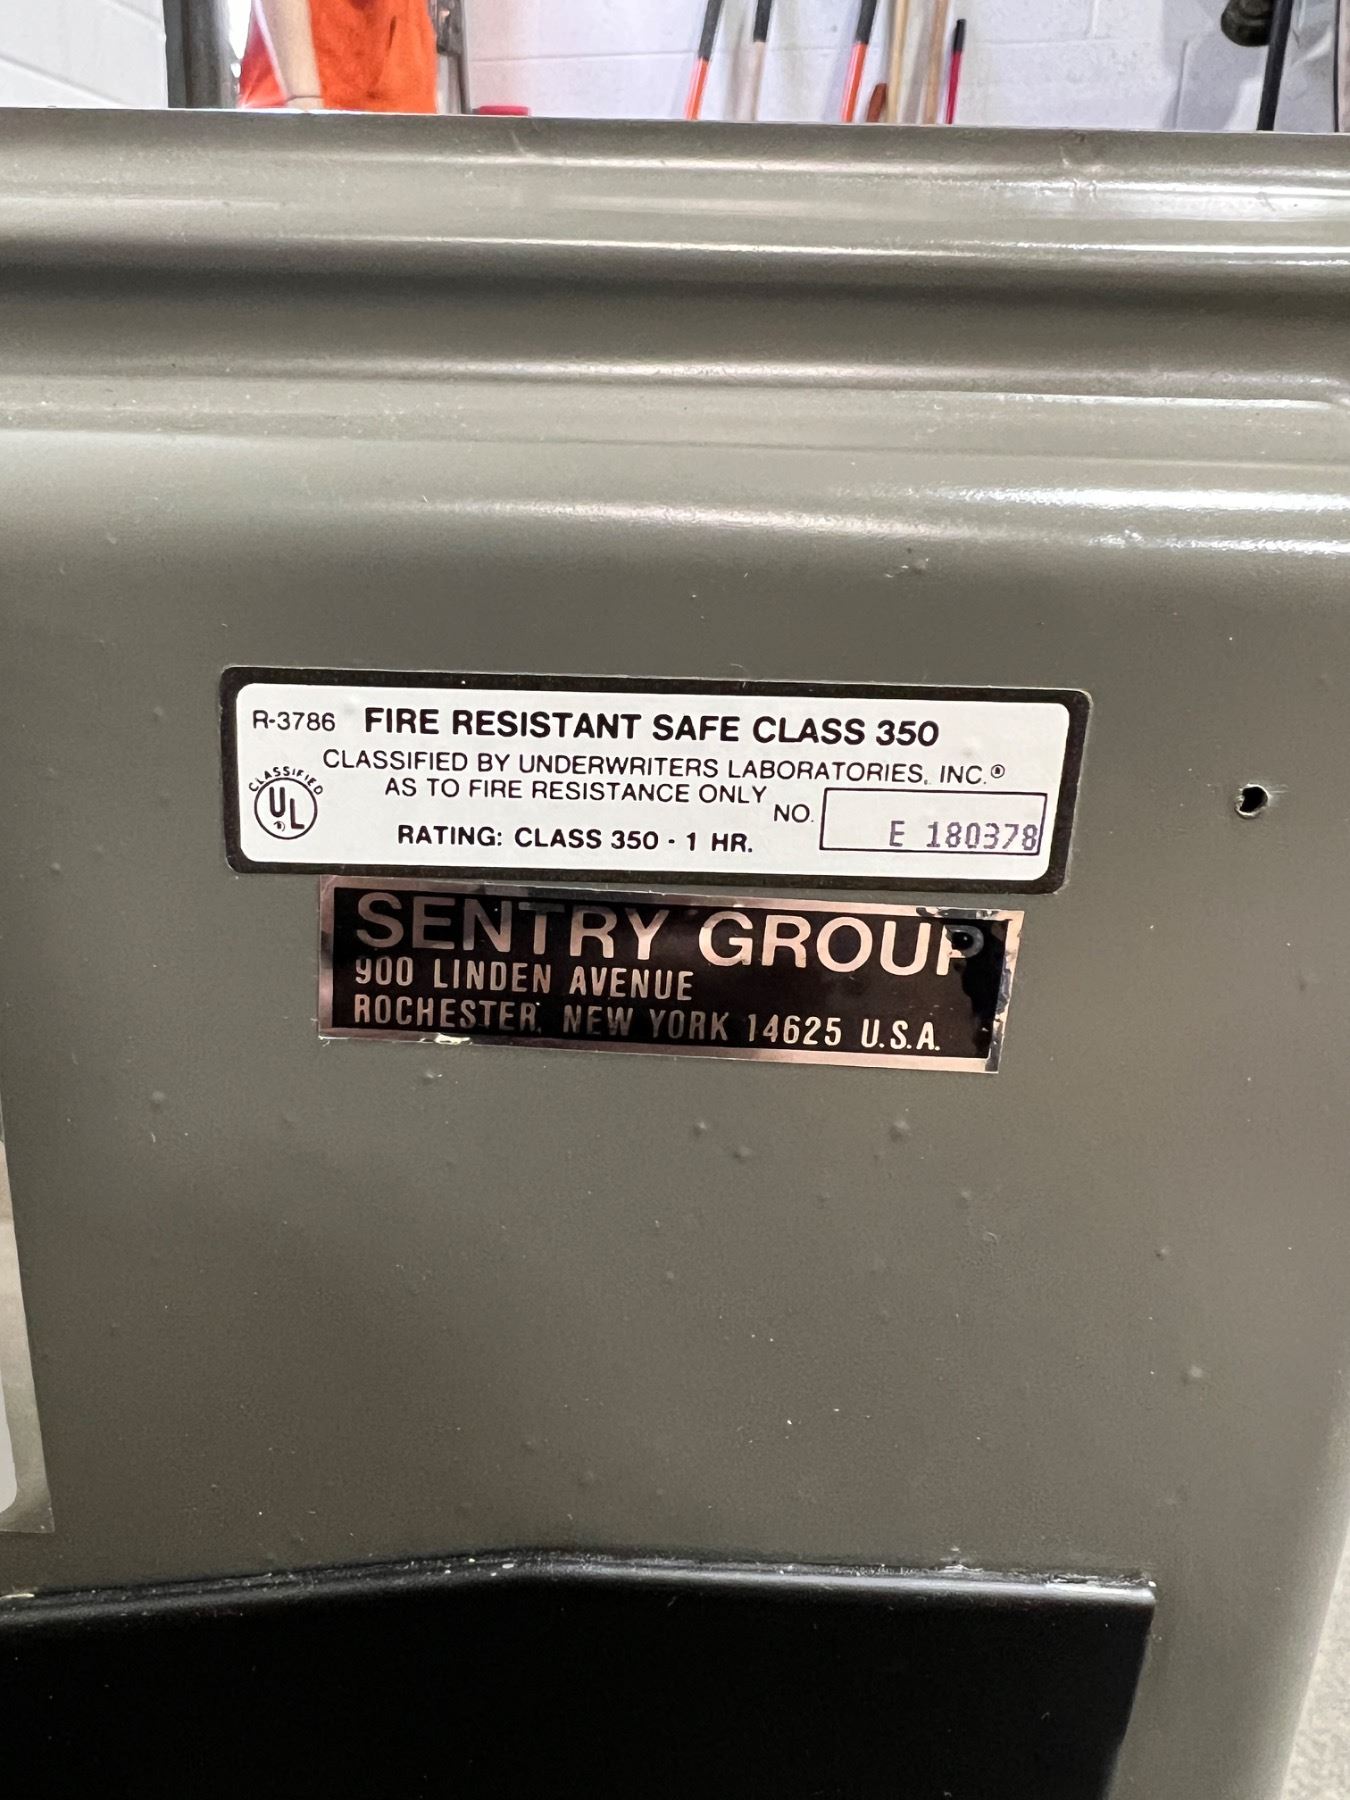 R-3786 FIRE RESISTANT SAFE CLASS 350
CLASSIFIED BY UNDERWRITERS LABORATORIES, INC.®
AS TO FIRE RESISTANCE ONLY
CLASSIFIED
UL
®
NO. E 180378
RATING: CLASS 350 - 1 HR.
SENTRY GROUP
900 LINDEN AVENUE
ROCHESTER, NEW YORK 14625 U.S.A.